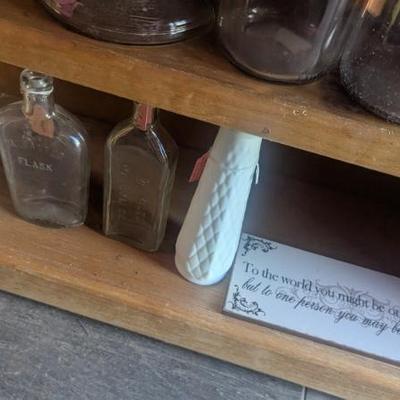 FLASK
To the world you might be
but to one person you may